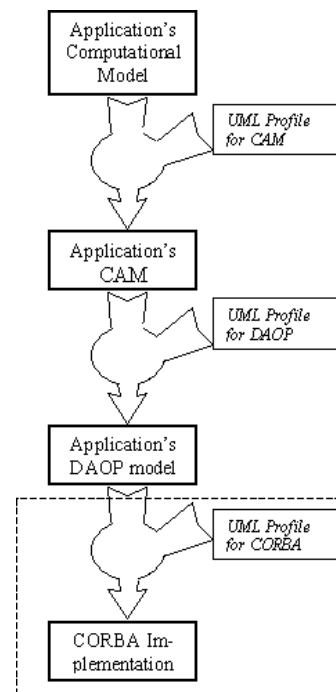 Application's
Computational
Model
UML Profile
for CAM
Application's
CAM
UML Profile
for DAOP
Application's
DAOP model
UML Profile
for CORBA
CORBA Im-
plementation